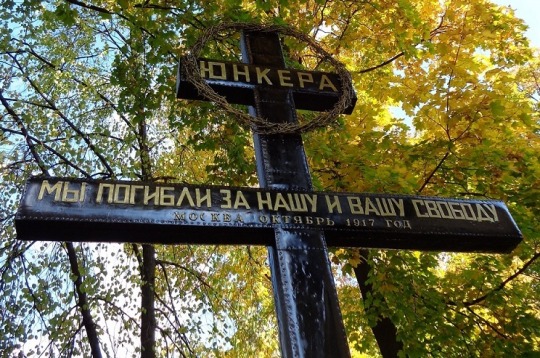 ЮНКЕРА
МЫ ПОГИБЛИ ЗА НАШУ И ВАШУ СВОБОДУ
МОСКВА, ОКТЯБРЬ 1917 ГОД